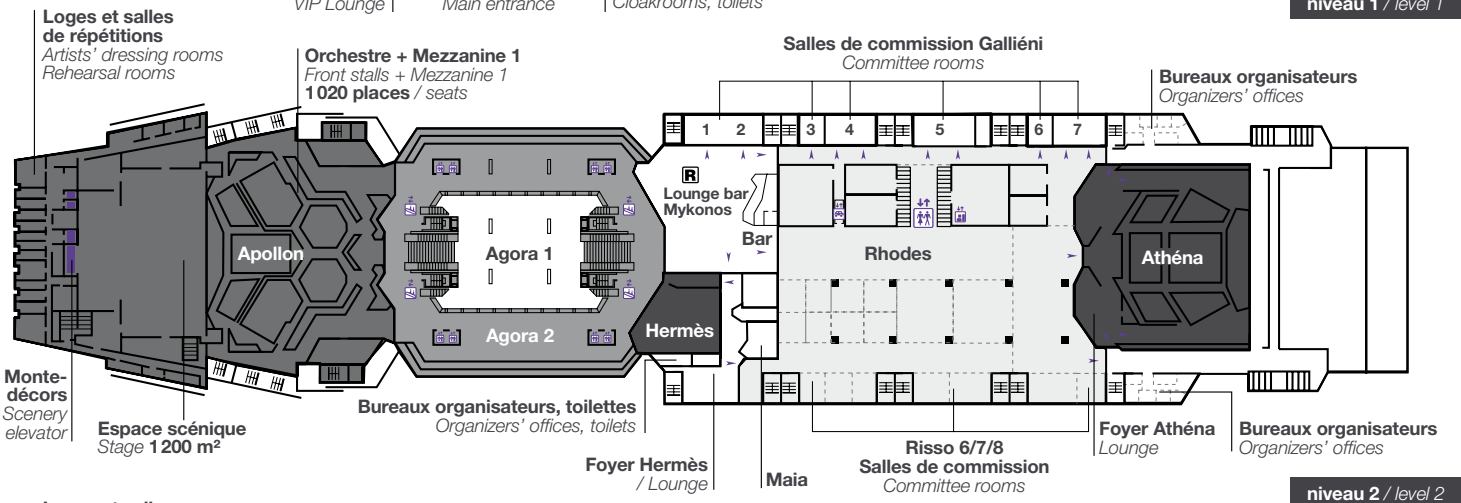 VIP Lounge
Main entrance
Cloakrooms, toilets
niveau 1 / level 1
Loges et salles
de répétitions
Artists' dressing rooms
Rehearsal rooms
Orchestre + Mezzanine 1
Front stalls + Mezzanine 1
1020 places / seats
Salles de commission Galliéni
Committee rooms
Bureaux organisateurs
Organizers' offices
1 2 3 4 5 6 7
R
Lounge bar
Mykonos
Bar
Apollon
Agora 1
Rhodes
Athéna
Agora 2
Hermès
Monte-
décors
Scenery
elevator
Espace scénique
Stage 1200 m²
Bureaux organisateurs, toilettes
Organizers' offices, toilets
Foyer Hermès
/ Lounge
Maia
Risso 6/7/8
Salles de commission
Committee rooms
Foyer Athéna
Lounge
Bureaux organisateurs
Organizers' offices
niveau 2 / level 2